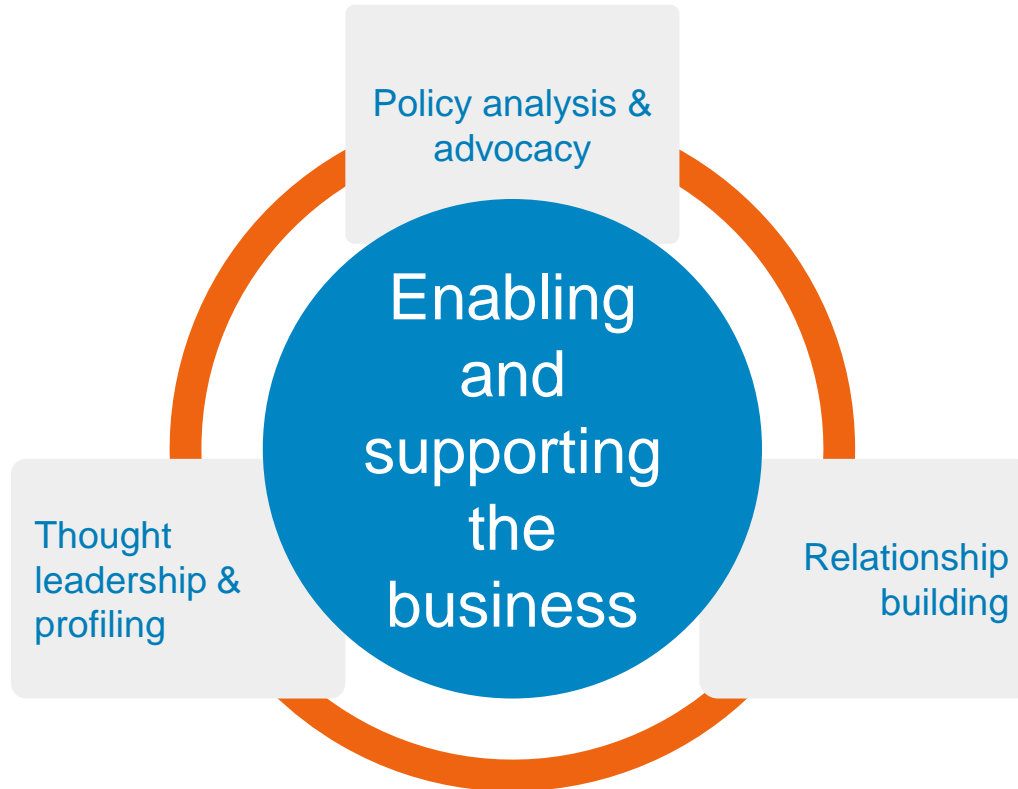 Policy analysis &
advocacy
Enabling
and
supporting
the
business
Thought
leadership &
profiling
Relationship
building